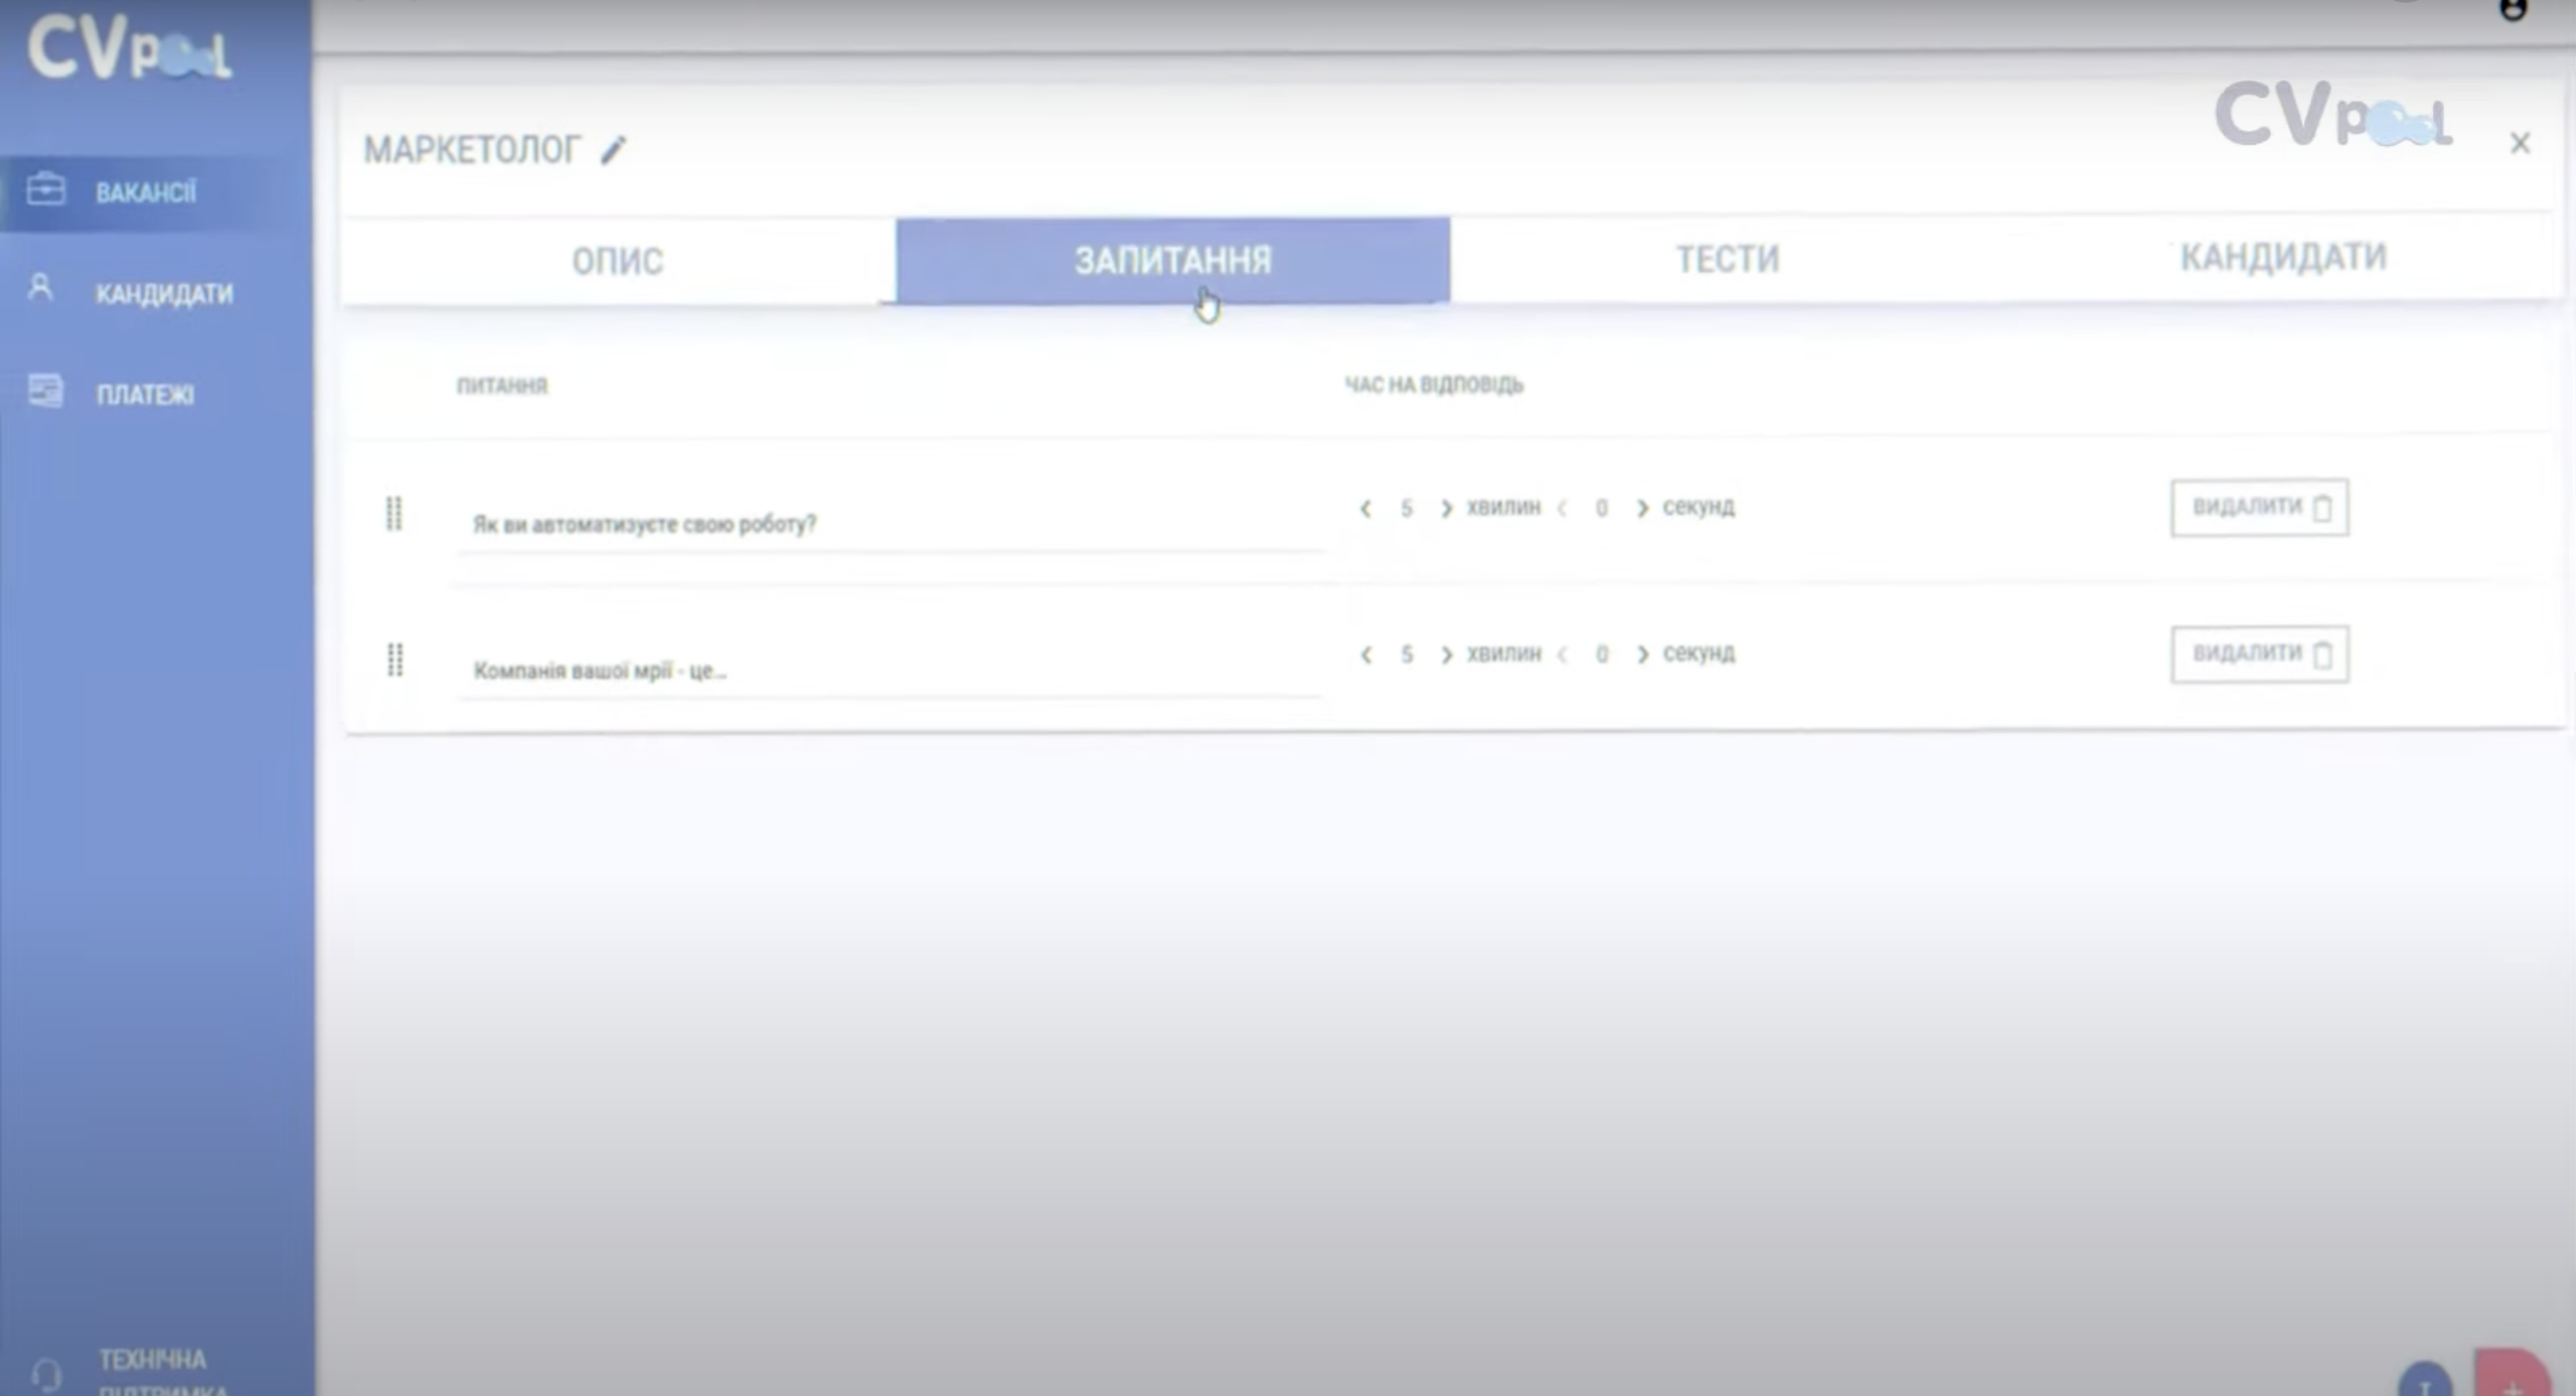 CVpool
CVpool
МАРКЕТОЛОГ
ВАКАНСІЇ
КАНДИДАТИ
ПЛАТЕЖІ
ОПИС ЗАПИТАННЯ ТЕСТИ КАНДИДАТИ
ПИТАННЯ ЧАС НА ВІДПОВІДЬ
Як ви автоматизуєте свою роботу? < 5 > хвилин < 0 > секунд ВИДАЛИТИ
Компанія вашої мрії - це... < 5 > хвилин < 0 > секунд ВИДАЛИТИ
ТЕХНІЧНА
ПІДТРИМКА